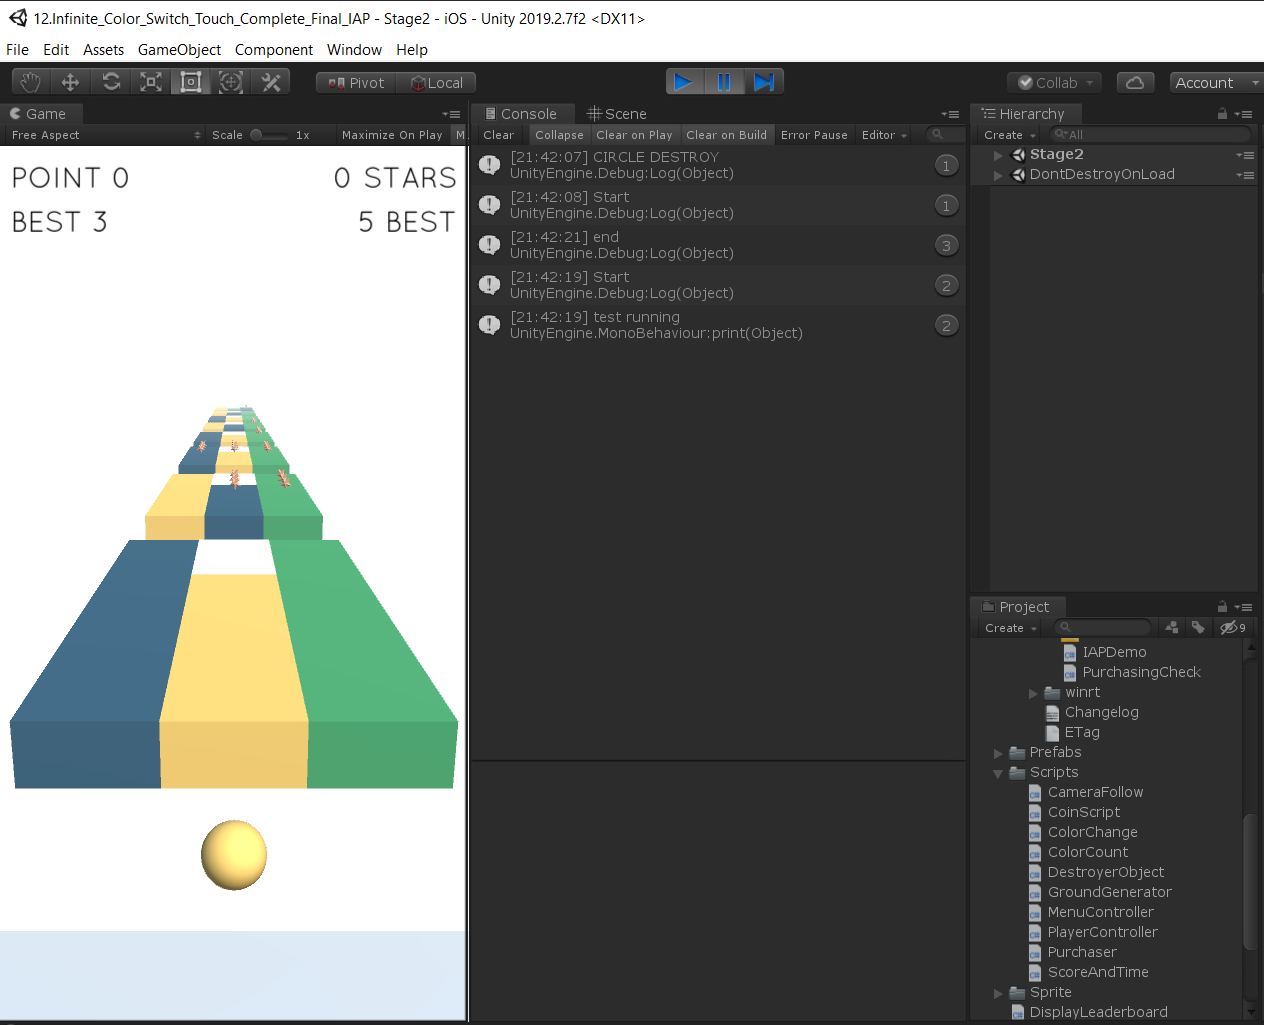 12.Infinite_Color_Switch_Touch_Complete_Final_IAP - Stage2 - iOS - Unity 2019.2.7f2 <DX11>
File Edit Assets GameObject Component Window Help
Pivot Local Collab Account
Game
Free Aspect Scale 1x Maximize On Play M
POINT 0 0 STARS
BEST 3 5 BEST
Console Scene
Clear Collapse Clear on Play Clear on Build Error Pause Editor
[21:42:07] CIRCLE DESTROY
UnityEngine.Debug:Log(Object)
1
[21:42:08] Start
UnityEngine.Debug:Log(Object)
1
[21:42:21] end
UnityEngine.Debug:Log(Object)
3
[21:42:19] Start
UnityEngine.Debug:Log(Object)
2
[21:42:19] test running
UnityEngine.MonoBehaviour:print(Object)
2
Hierarchy
Create All
Stage2
DontDestroyOnLoad
Project
Create 9
IAPDemo
PurchasingCheck
winrt
Changelog
ETag
Prefabs
Scripts
CameraFollow
CoinScript
ColorChange
ColorCount
DestroyerObject
GroundGenerator
MenuController
PlayerController
Purchaser
ScoreAndTime
Sprite
DisplayLeaderboard